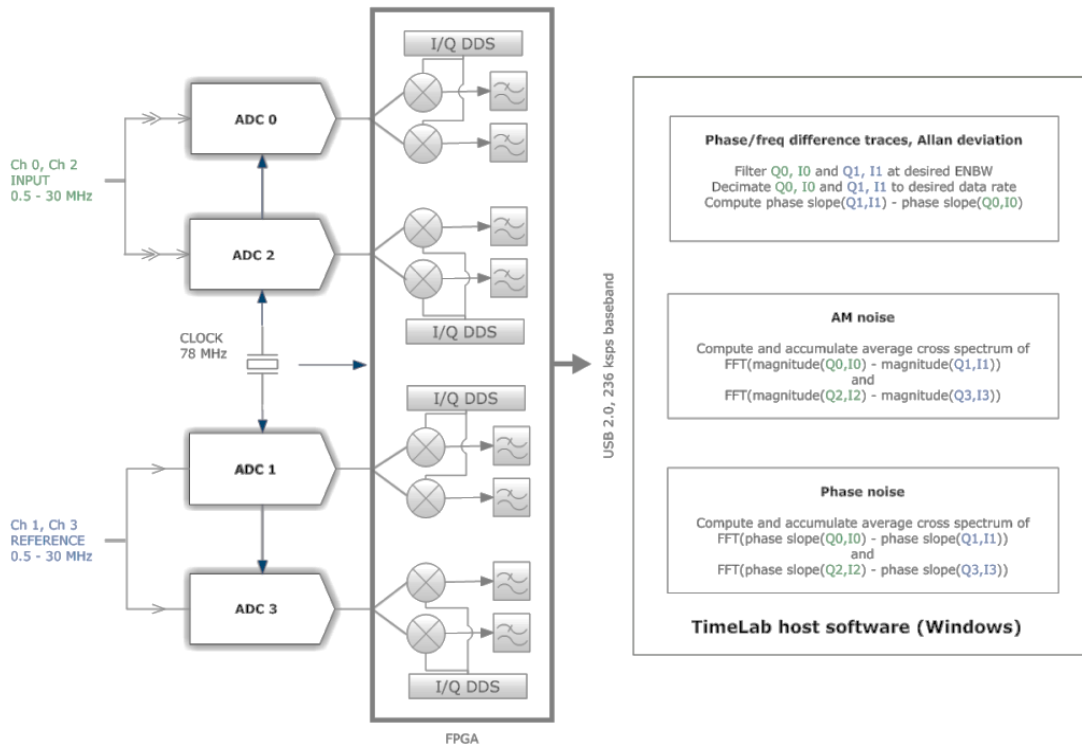 I/Q DDS
ADC 0
Ch 0, Ch 2
INPUT
0.5 - 30 MHz
ADC 2
I/Q DDS
CLOCK
78 MHz
I/Q DDS
ADC 1
Ch 1, Ch 3
REFERENCE
0.5 - 30 MHz
ADC 3
I/Q DDS
FPGA
USB 2.0, 236 ksps baseband
Phase/freq difference traces, Allan deviation
Filter Q0, I0 and Q1, I1 at desired ENBW
Decimate Q0, I0 and Q1, I1 to desired data rate
Compute phase slope(Q1,I1) - phase slope(Q0,I0)
AM noise
Compute and accumulate average cross spectrum of
FFT(magnitude(Q0,I0) - magnitude(Q1,I1))
and
FFT(magnitude(Q2,I2) - magnitude(Q3,I3))
Phase noise
Compute and accumulate average cross spectrum of
FFT(phase slope(Q0,I0) - phase slope(Q1,I1))
and
FFT(phase slope(Q2,I2) - phase slope(Q3,I3))
TimeLab host software (Windows)